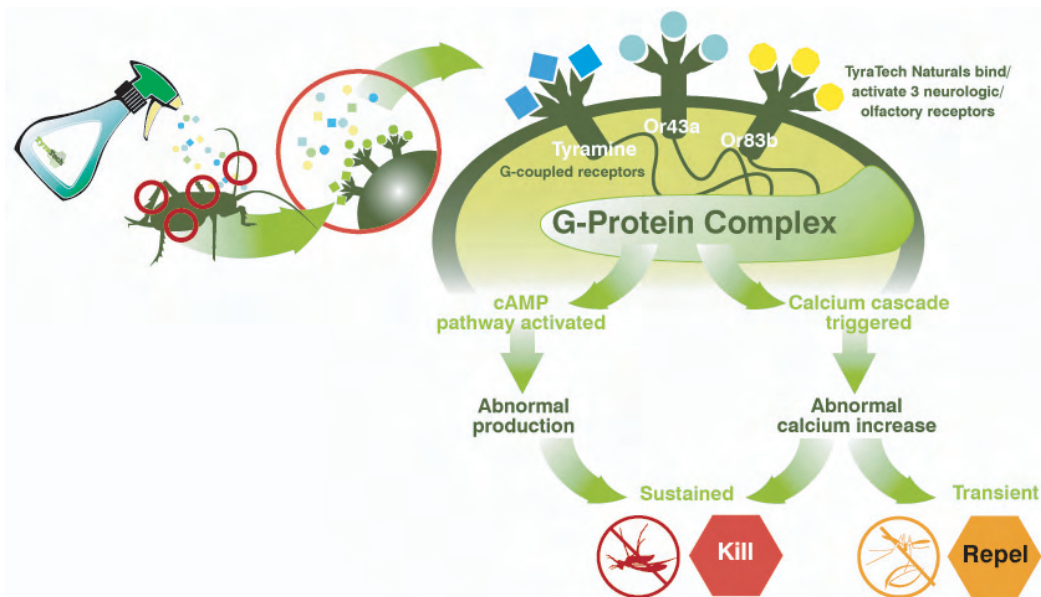 TyraTech Naturals bind/
activate 3 neurologic/
olfactory receptors
Or43a
Tyramine
Or83b
G-coupled receptors
G-Protein Complex
cAMP
pathway activated
Calcium cascade
triggered
Abnormal
production
Abnormal
calcium increase
Sustained
Transient
Kill
Repel